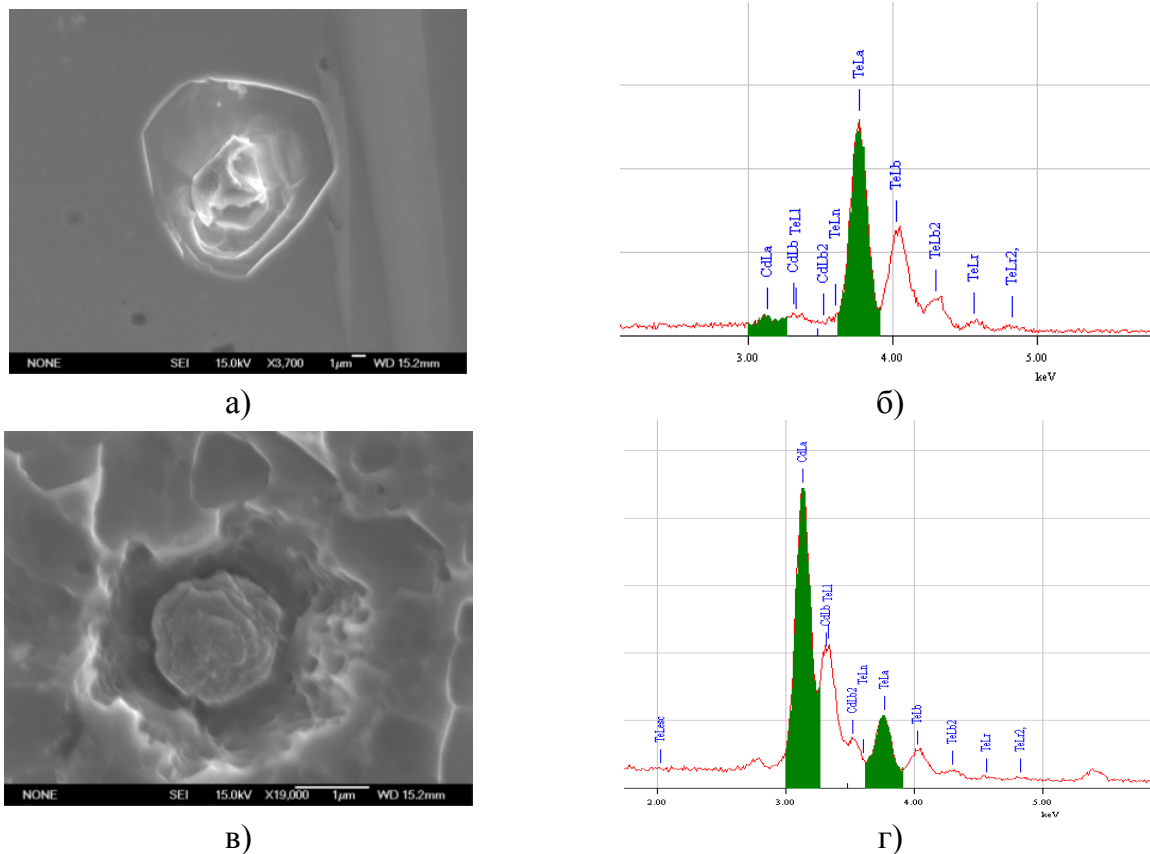 NONE SEI 15.0kV X3,700 1µm WD 15.2mm
а)
TeLa
TeLb
TeLb2
TeLr
TeLr2,
TeLn
CdLb2
CdLb TeLl
CdLa
3.00 4.00 5.00
keV
б)
NONE SEI 15.0kV X19,000 1µm WD 15.2mm
в)
CdLa
CdLb TeLl
CdLb2
TeLn
TeLa
TeLb
TeLb2
TeLr
TeLr2,
TeLesc
2.00 3.00 4.00 5.00
keV
г)